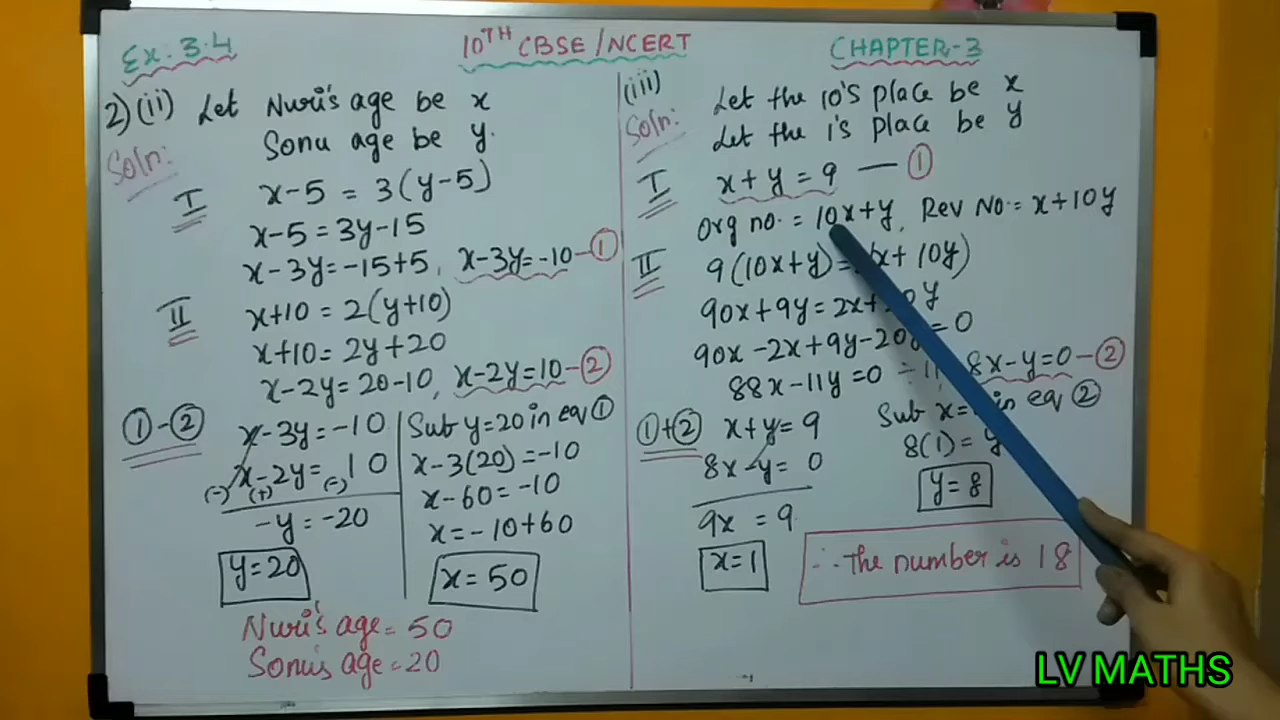 Ex. 3.4
10TH CBSE/NCERT
CHAPTER-3
2)(ii) Let Nuri's age be x
Soln:
Sonu age be y.
I x-5 = 3(y-5)
x-5 = 3y-15
x-3y=-15+5, x-3y=-10-①
II x+10 = 2(y+10)
x+10= 2y+20
x-2y=20-10, x-2y=10-②
①-② x-3y=-10
x-2y= 10
(-) (+) (-)
-y = -20
y=20
Sub y=20 in eq ①
x-3(20) = -10
x-60 = -10
x=-10+60
x= 50
Nuri's age= 50
Sonu's age =20
(iii)
Soln:
Let the 10's place be x
Let the 1's place be y
I x+y = 9 — ①
Org no. = 10x+y, Rev No.= x+10y
II 9(10x+y) = x+ 10y)
90x+9y=2x+ 0y
90x-2x+9y-20 = 0
88x-11y=0 ÷ 11, 8x-y=0-②
①+② x+y= 9
8x-y= 0
9x = 9
x=1
Sub x= in eq ②
8(1) = y
y= 8
∴ The number is 18
LV MATHS